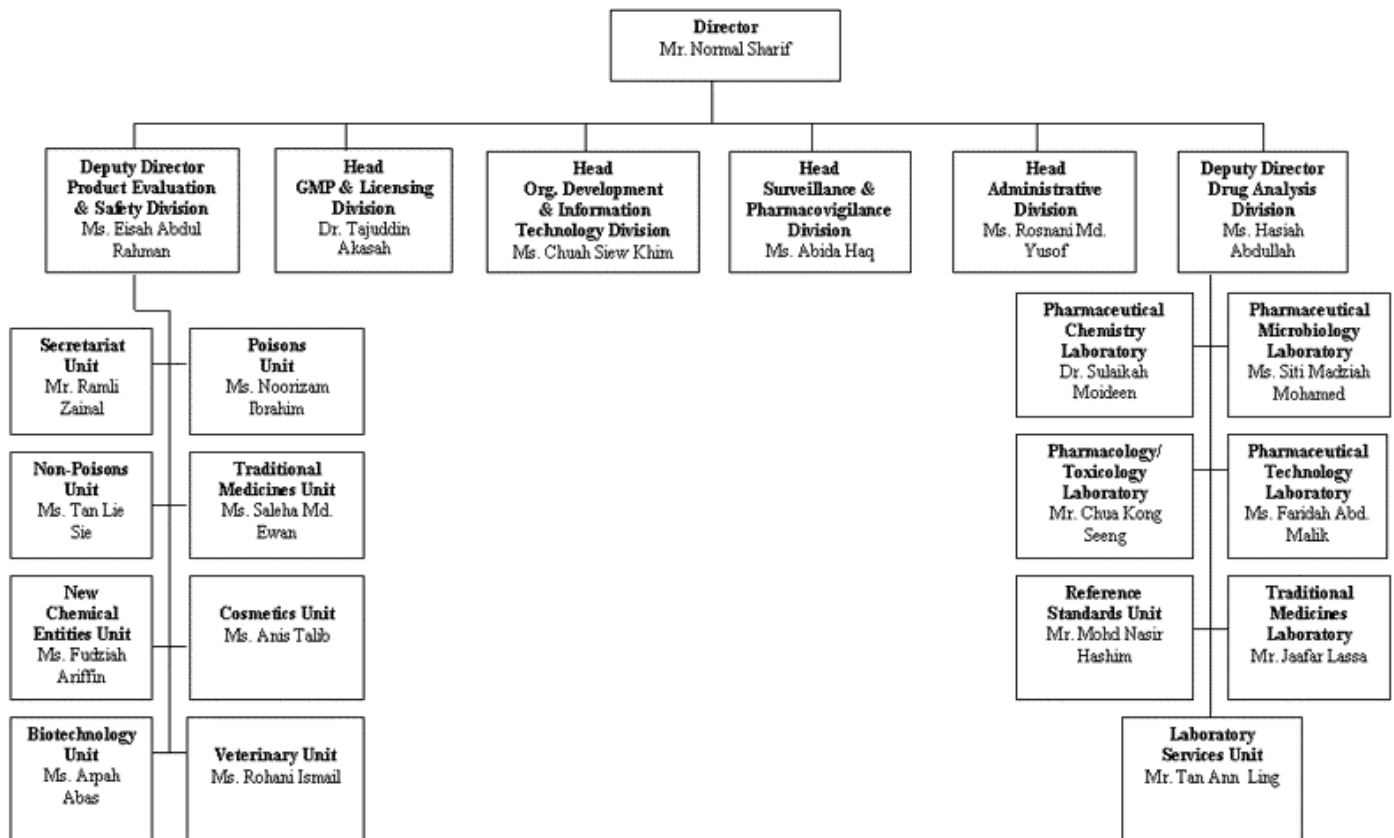 Director
Mr. Normal Sharif
Deputy Director
Product Evaluation
& Safety Division
Ms. Eisah Abdul
Rahman
Head
GMP & Licensing
Division
Dr. Tajuddin
Akasah
Head
Org. Development
& Information
Technology Division
Ms. Chuah Siew Khim
Head
Surveillance &
Pharmacovigilance
Division
Ms. Abida Haq
Head
Administrative
Division
Ms. Rosnani Md.
Yusof
Deputy Director
Drug Analysis
Division
Ms. Hasiah
Abdullah
Secretariat
Unit
Mr. Ramli
Zainal
Poisons
Unit
Ms. Noorizam
Ibrahim
Non-Poisons
Unit
Ms. Tan Lie
Sie
Traditional
Medicines Unit
Ms. Saleha Md.
Ewan
New
Chemical
Entities Unit
Ms. Fudziah
Ariffin
Cosmetics Unit
Ms. Anis Talib
Biotechnology
Unit
Ms. Arpah
Abas
Veterinary Unit
Ms. Rohani Ismail
Pharmaceutical
Chemistry
Laboratory
Dr. Sulaikah
Moideen
Pharmaceutical
Microbiology
Laboratory
Ms. Siti Madziah
Mohamed
Pharmacology/
Toxicology
Laboratory
Mr. Chua Kong
Seeng
Pharmaceutical
Technology
Laboratory
Ms. Faridah Abd.
Malik
Reference
Standards Unit
Mr. Mohd Nasir
Hashim
Traditional
Medicines
Laboratory
Mr. Jaafar Lassa
Laboratory
Services Unit
Mr. Tan Ann Ling